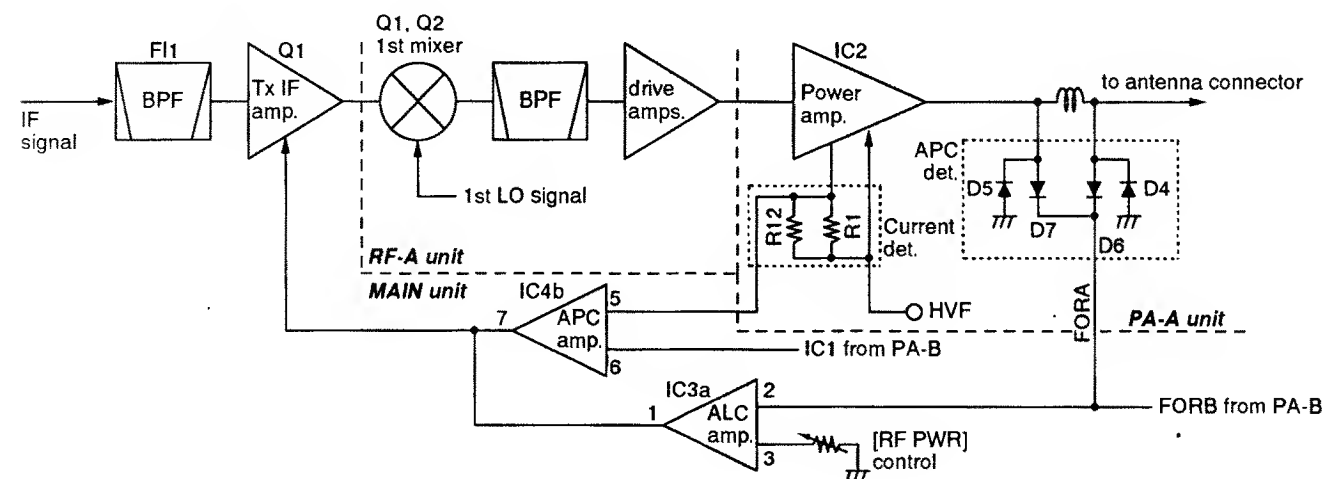 Q1, Q2
1st mixer
FI1
Q1
IC2
BPF
Tx IF
amp.
BPF
drive
amps.
Power
amp.
to antenna connector
IF
signal
1st LO signal
APC
det.
D5
D4
D7
D6
R12
R1
Current
det.
RF-A unit
MAIN unit
IC4b
5
7
APC
amp.
6
HVF
FORA
PA-A unit
IC1 from PA-B
IC3a
2
1
ALC
amp.
3
FORB from PA-B
[RF PWR]
control